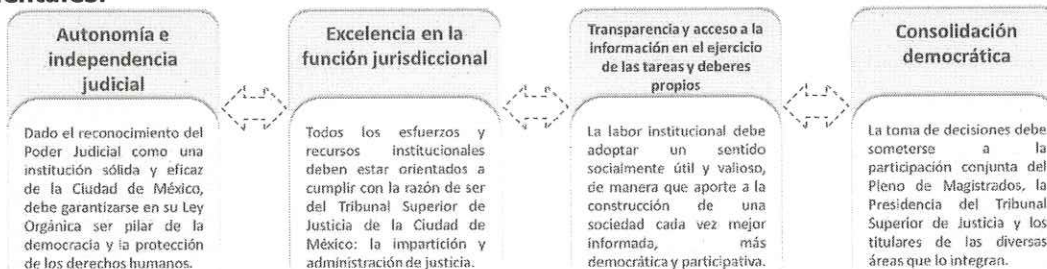 Autonomía e
independencia
judicial
Dado el reconocimiento del
Poder Judicial como una
institución sólida y eficaz
de la Ciudad de México,
debe garantizarse en su Ley
Orgánica ser pilar de la
democracia y la protección
de los derechos humanos.
Excelencia en la
función jurisdiccional
Todos los esfuerzos y
recursos institucionales
deben estar orientados a
cumplir con la razón de ser
del Tribunal Superior de
Justicia de la Ciudad de
México: la impartición y
administración de justicia.
Transparencia y acceso a la
información en el ejercicio
de las tareas y deberes
propios
La labor institucional debe
adoptar un sentido
socialmente útil y valioso,
de manera que aporte a la
construcción de una
sociedad cada vez mejor
informada, más
democrática y participativa.
Consolidación
democrática
La toma de decisiones debe
someterse a la
participación conjunta del
Pleno de Magistrados, la
Presidencia del Tribunal
Superior de Justicia y los
titulares de las diversas
áreas que lo integran.